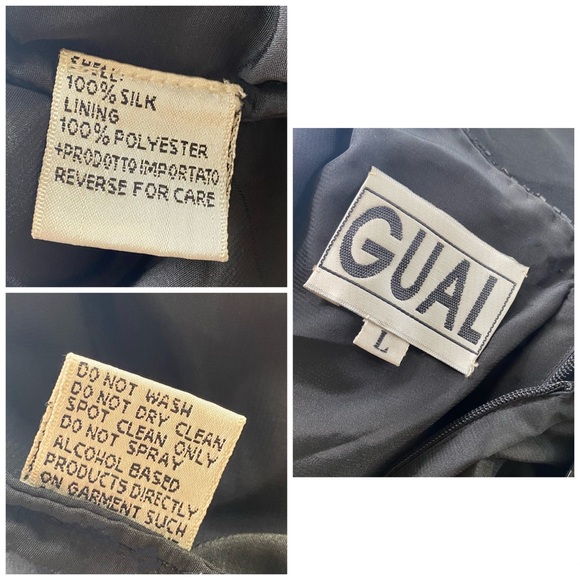 SHELL:
100% SILK
LINING
100% POLYESTER
+PRODOTTO IMPORTATO
REVERSE FOR CARE
GUAL
L
DO NOT WASH
DO NOT DRY CLEAN
SPOT CLEAN ONLY
DO NOT SPRAY
ALCOHOL BASED
PRODUCTS DIRECTLY
ON GARMENT SUCH